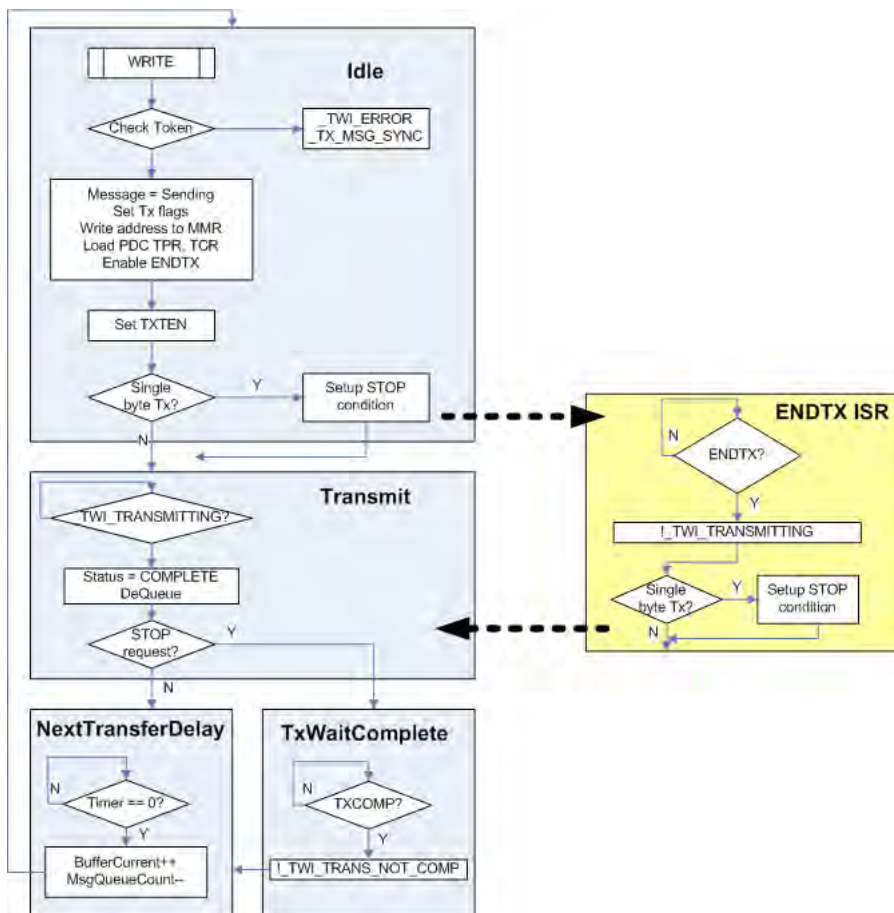 WRITE
Idle
Check Token
_TWI_ERROR
_TX_MSG_SYNC
Message = Sending
Set Tx flags
Write address to MMR
Load PDC TPR, TCR
Enable ENDTX
Set TXTEN
Single
byte Tx?
Y
Setup STOP
condition
N
ENDTX ISR
N
ENDTX?
Y
!_TWI_TRANSMITTING
Single
byte Tx?
Y
Setup STOP
condition
N
Transmit
TWI_TRANSMITTING?
Status = COMPLETE
DeQueue
STOP
request?
Y
N
NextTransferDelay
N
Timer == 0?
Y
BufferCurrent++
MsgQueueCount--
TxWaitComplete
N
TXCOMP?
Y
!_TWI_TRANS_NOT_COMP